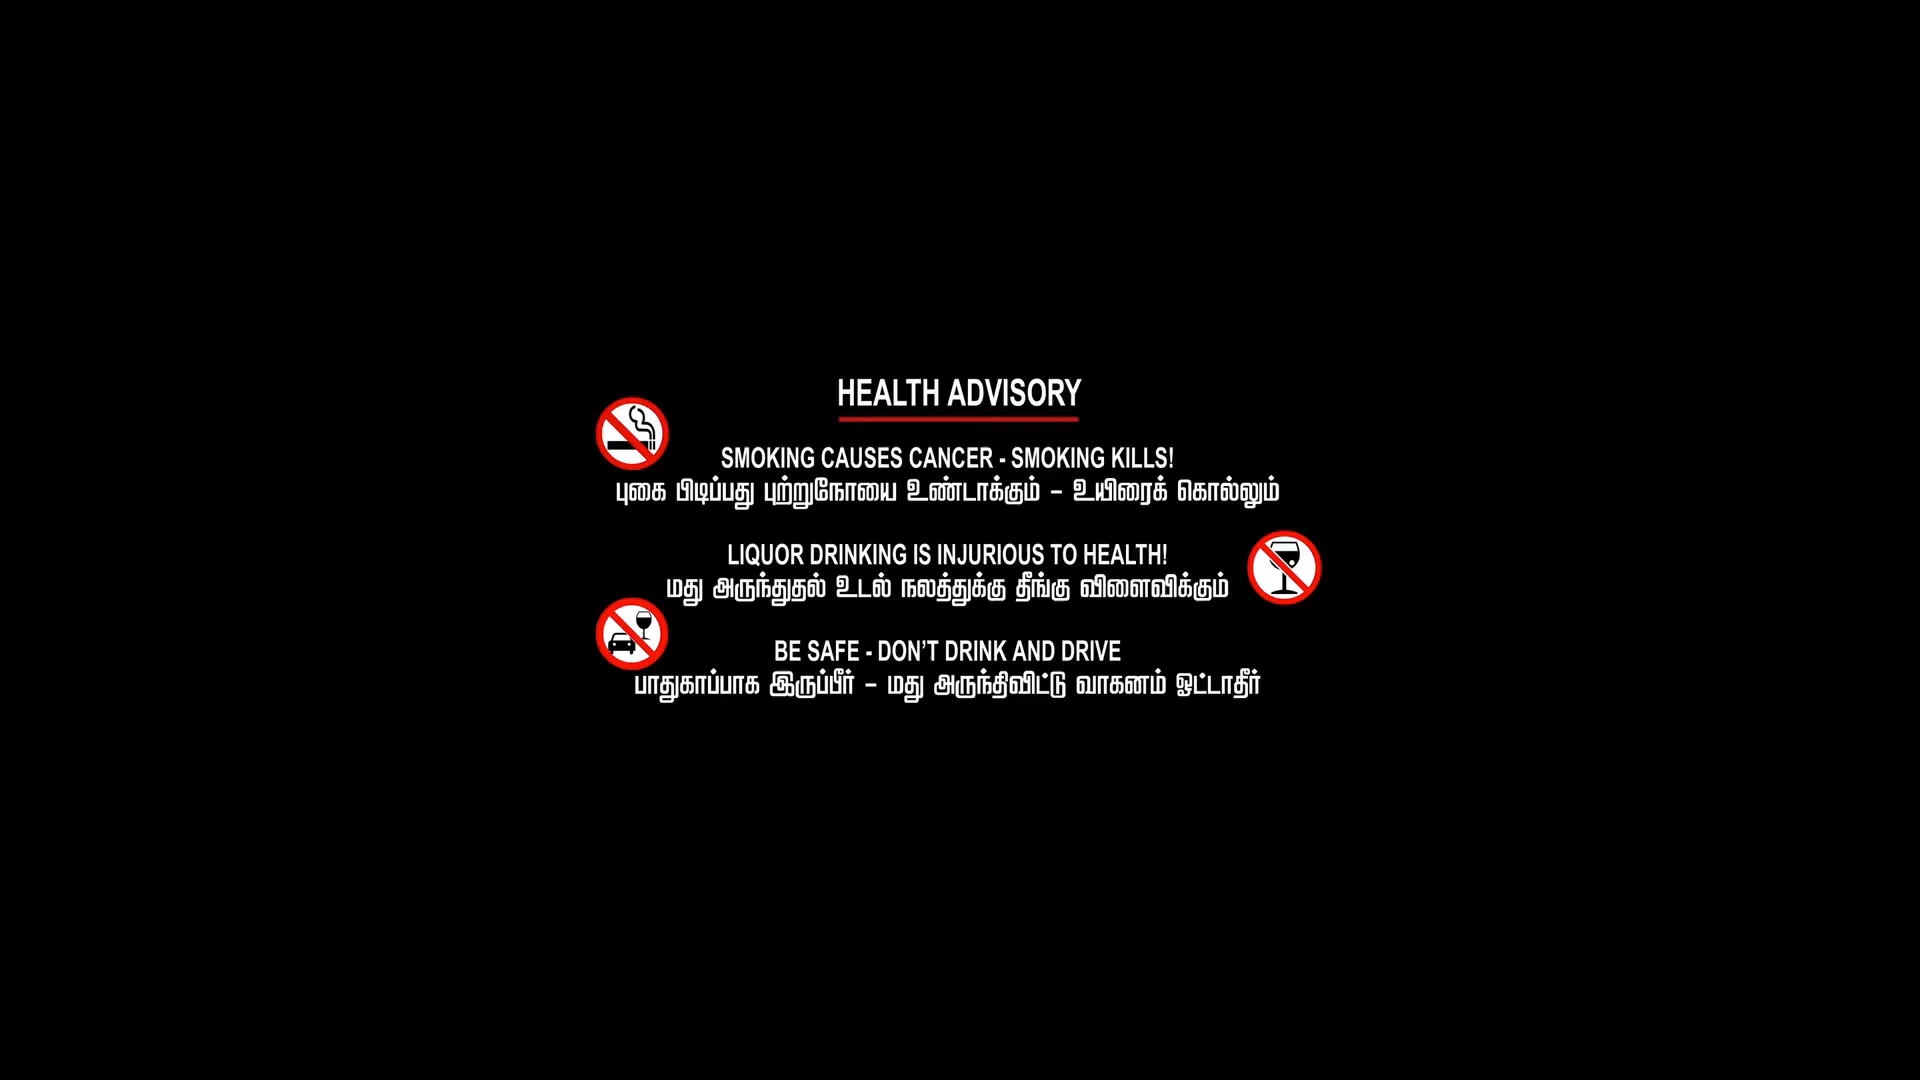 HEALTH ADVISORY
SMOKING CAUSES CANCER - SMOKING KILLS!
புகை பிடிப்பது புற்றுநோயை உண்டாக்கும் – உயிரைக் கொல்லும்
LIQUOR DRINKING IS INJURIOUS TO HEALTH!
மது அருந்துதல் உடல் நலத்துக்கு தீங்கு விளைவிக்கும்
BE SAFE - DON'T DRINK AND DRIVE
பாதுகாப்பாக இருப்பீர் – மது அருந்திவிட்டு வாகனம் ஓட்டாதீர்